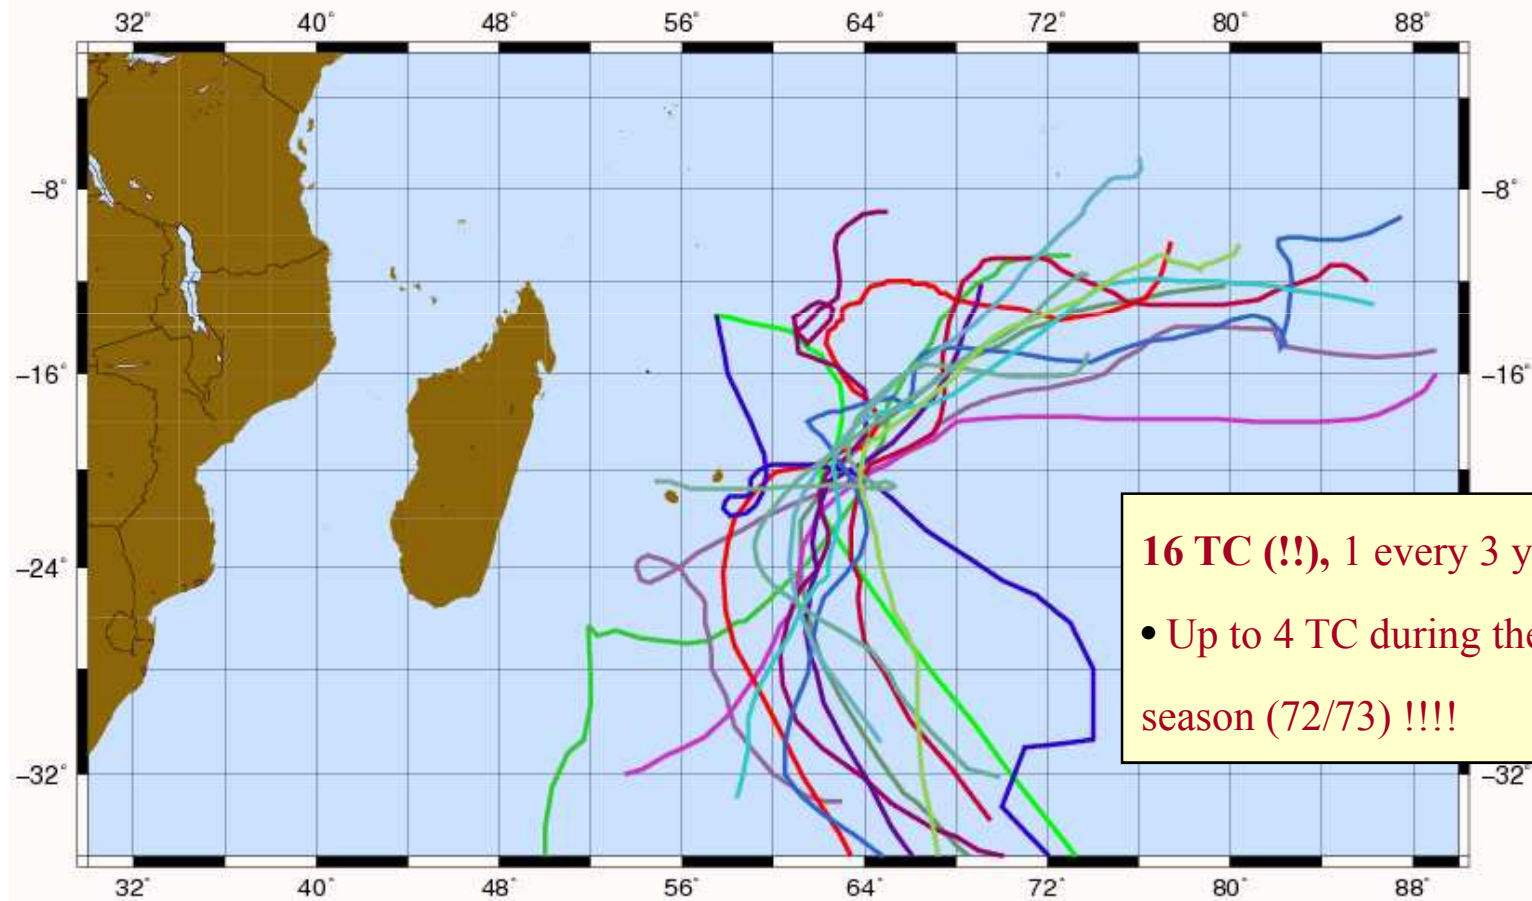 32° 40° 48° 56° 64° 72° 80° 88°
−8° −8°
−16° −16°
−24°
−32° −32°
16 TC (!!), 1 every 3 y
• Up to 4 TC during the
season (72/73) !!!!
32° 40° 48° 56° 64° 72° 80° 88°